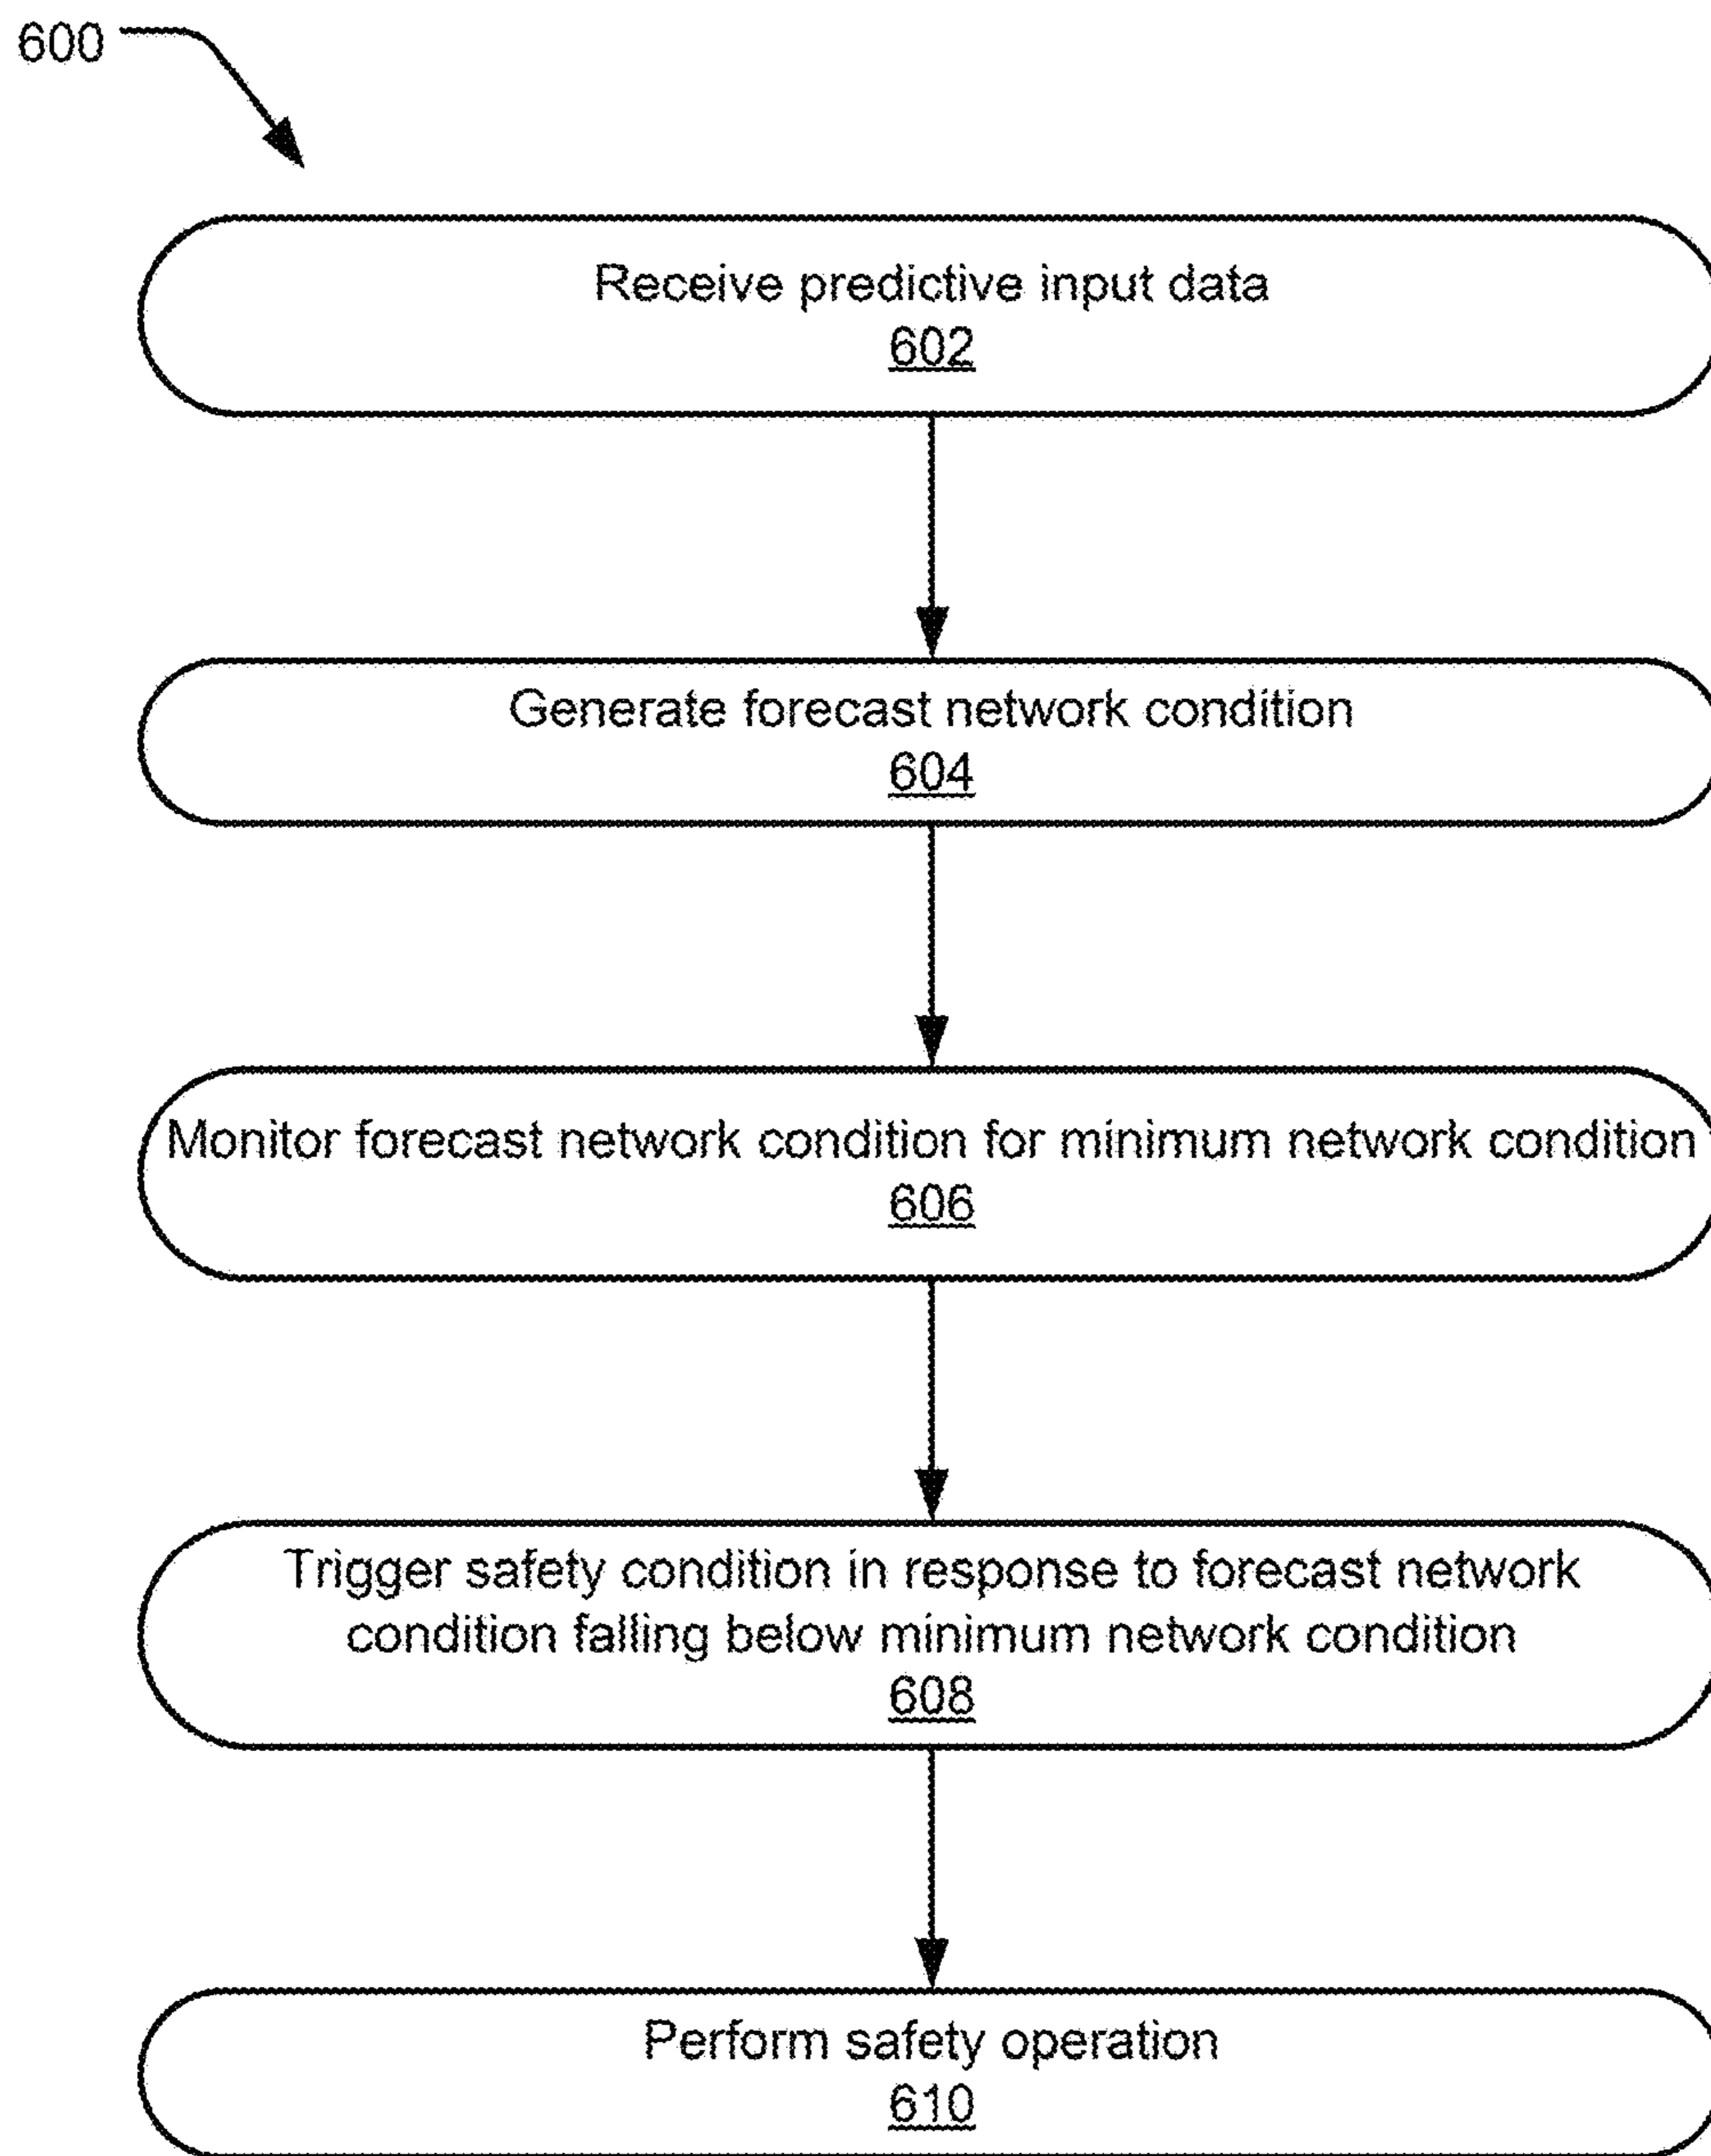 600
Receive predictive input data
602
Generate forecast network condition
604
Monitor forecast network condition for minimum network condition
606
Trigger safety condition in response to forecast network
condition falling below minimum network condition
608
Perform safety operation
610